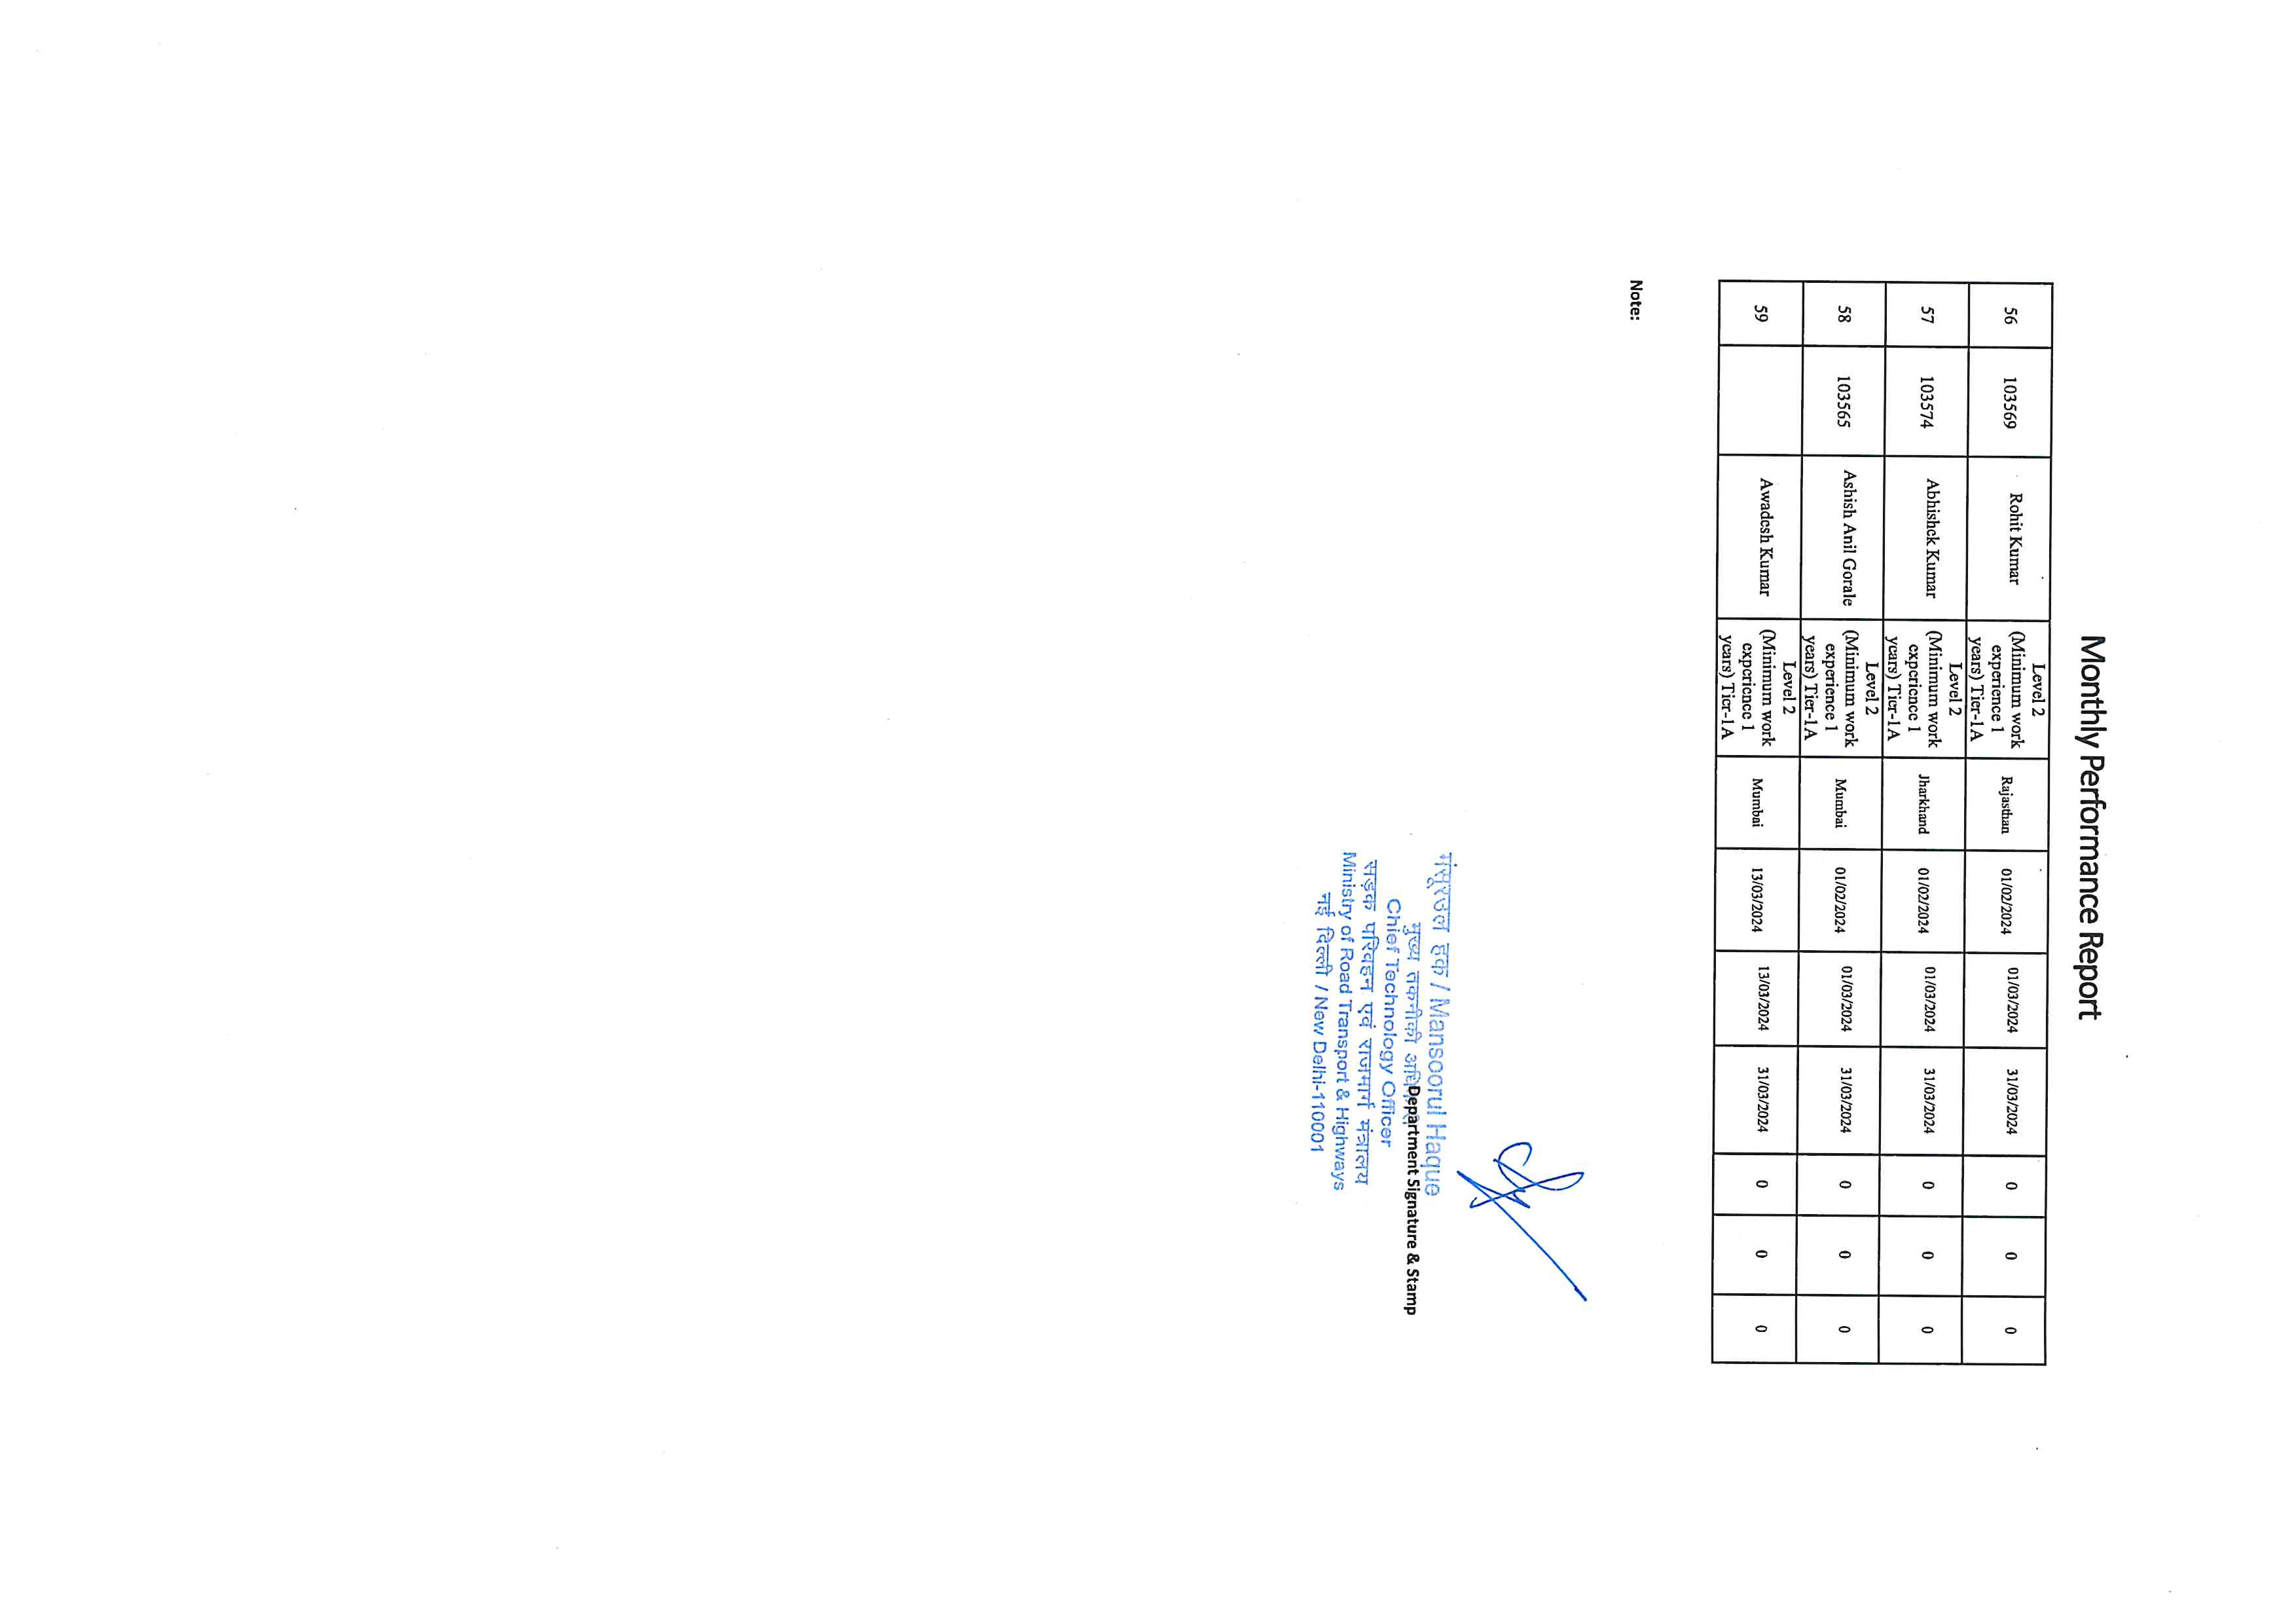 Monthly Performance Report
56 103569 Rohit Kumar Level 2 (Minimum work experience 1 years) Tier-1A Rajasthan 01/02/2024 01/03/2024 31/03/2024 0 0 0
57 103574 Abhishek Kumar Level 2 (Minimum work experience 1 years) Tier-1A Jharkhand 01/02/2024 01/03/2024 31/03/2024 0 0 0
58 103565 Ashish Anil Gorale Level 2 (Minimum work experience 1 years) Tier-1A Mumbai 01/02/2024 01/03/2024 31/03/2024 0 0 0
59 Awadesh Kumar Level 2 (Minimum work experience 1 years) Tier-1A Mumbai 13/03/2024 13/03/2024 31/03/2024 0 0 0
Note:
मंसूरउल हक / Mansoorul Haque
मुख्य तकनीकी
Department Signature & Stamp
Chief Technology Officer
सड़क परिवहन एवं राजमार्ग मंत्रालय
Ministry of Road Transport & Highways
नई दिल्ली / New Delhi-110001